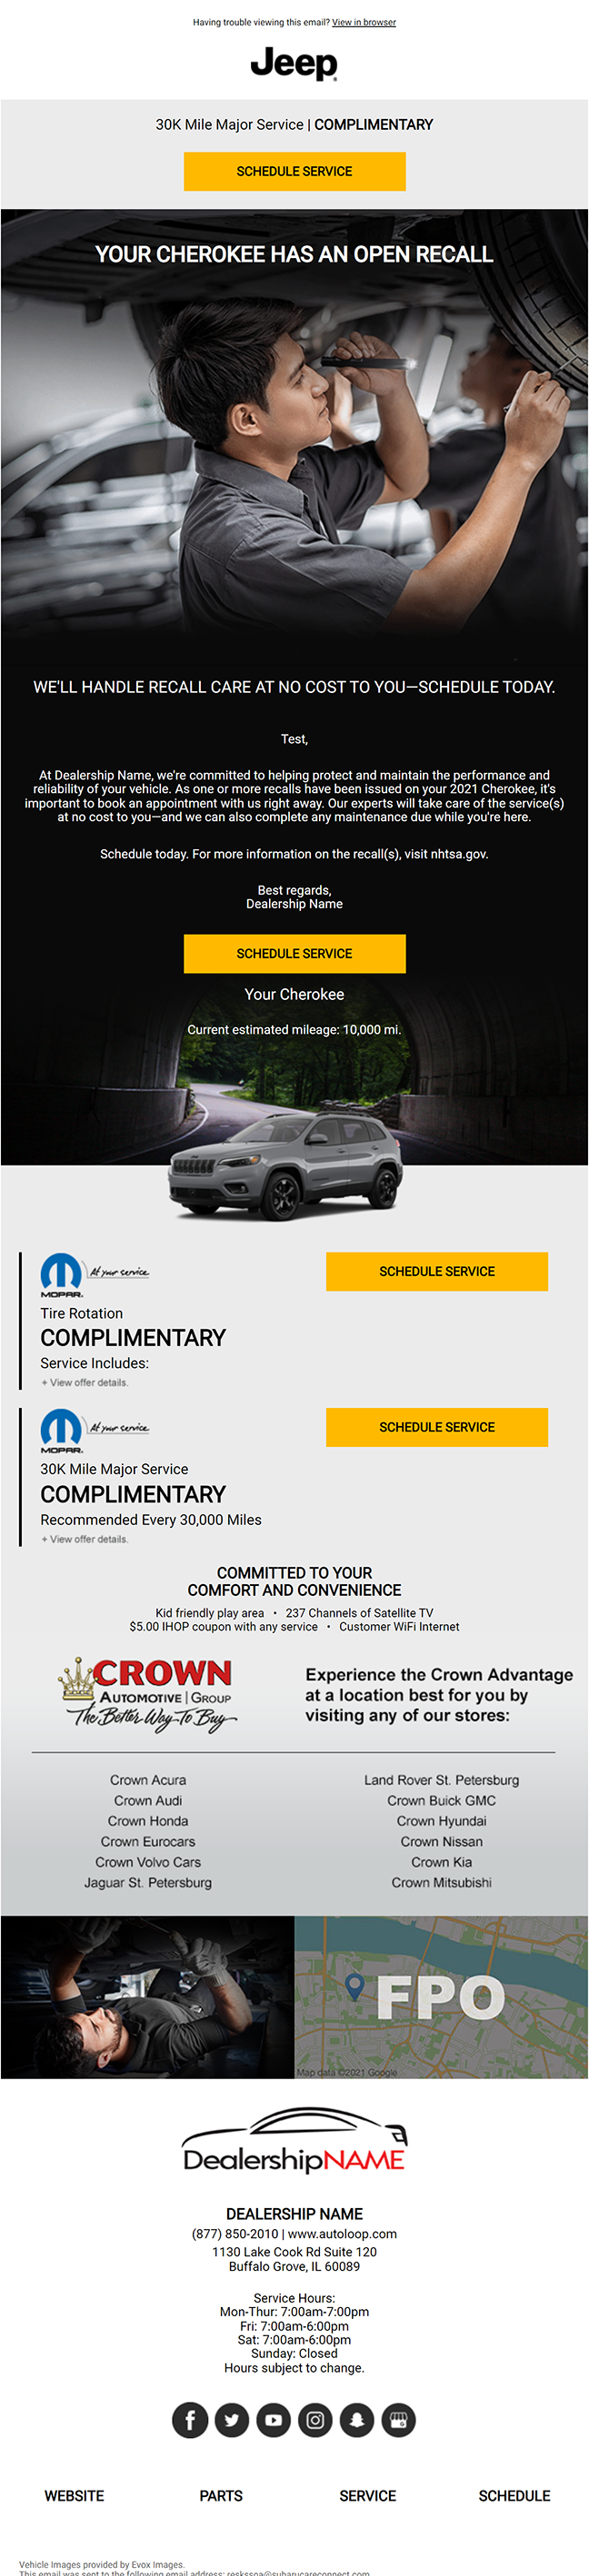 Having trouble viewing this email? View in browser
Jeep
30K Mile Major Service | COMPLIMENTARY
SCHEDULE SERVICE
YOUR CHEROKEE HAS AN OPEN RECALL
WE'LL HANDLE RECALL CARE AT NO COST TO YOU—SCHEDULE TODAY.
Test,
At Dealership Name, we're committed to helping protect and maintain the performance and
reliability of your vehicle. As one or more recalls have been issued on your 2021 Cherokee, it's
important to book an appointment with us right away. Our experts will take care of the service(s)
at no cost to you—and we can also complete any maintenance due while you're here.
Schedule today. For more information on the recall(s), visit nhtsa.gov.
Best regards,
Dealership Name
SCHEDULE SERVICE
Your Cherokee
Current estimated mileage: 10,000 mi.
MOPAR. At your service
SCHEDULE SERVICE
Tire Rotation
COMPLIMENTARY
Service Includes:
+ View offer details.
MOPAR. At your service
SCHEDULE SERVICE
30K Mile Major Service
COMPLIMENTARY
Recommended Every 30,000 Miles
+ View offer details.
COMMITTED TO YOUR
COMFORT AND CONVENIENCE
Kid friendly play area • 237 Channels of Satellite TV
$5.00 IHOP coupon with any service • Customer WiFi Internet
CROWN
AUTOMOTIVE | GROUP
The Better Way To Buy
Experience the Crown Advantage
at a location best for you by
visiting any of our stores:
Crown Acura
Crown Audi
Crown Honda
Crown Eurocars
Crown Volvo Cars
Jaguar St. Petersburg
Land Rover St. Petersburg
Crown Buick GMC
Crown Hyundai
Crown Nissan
Crown Kia
Crown Mitsubishi
FPO
Map data ©2021 Google
DealershipNAME
DEALERSHIP NAME
(877) 850-2010 | www.autoloop.com
1130 Lake Cook Rd Suite 120
Buffalo Grove, IL 60089
Service Hours:
Mon-Thur: 7:00am-7:00pm
Fri: 7:00am-6:00pm
Sat: 7:00am-6:00pm
Sunday: Closed
Hours subject to change.
WEBSITE PARTS SERVICE SCHEDULE
Vehicle Images provided by Evox Images.
This email was sent to the following email address: reskssoa@subarucareconnect.com